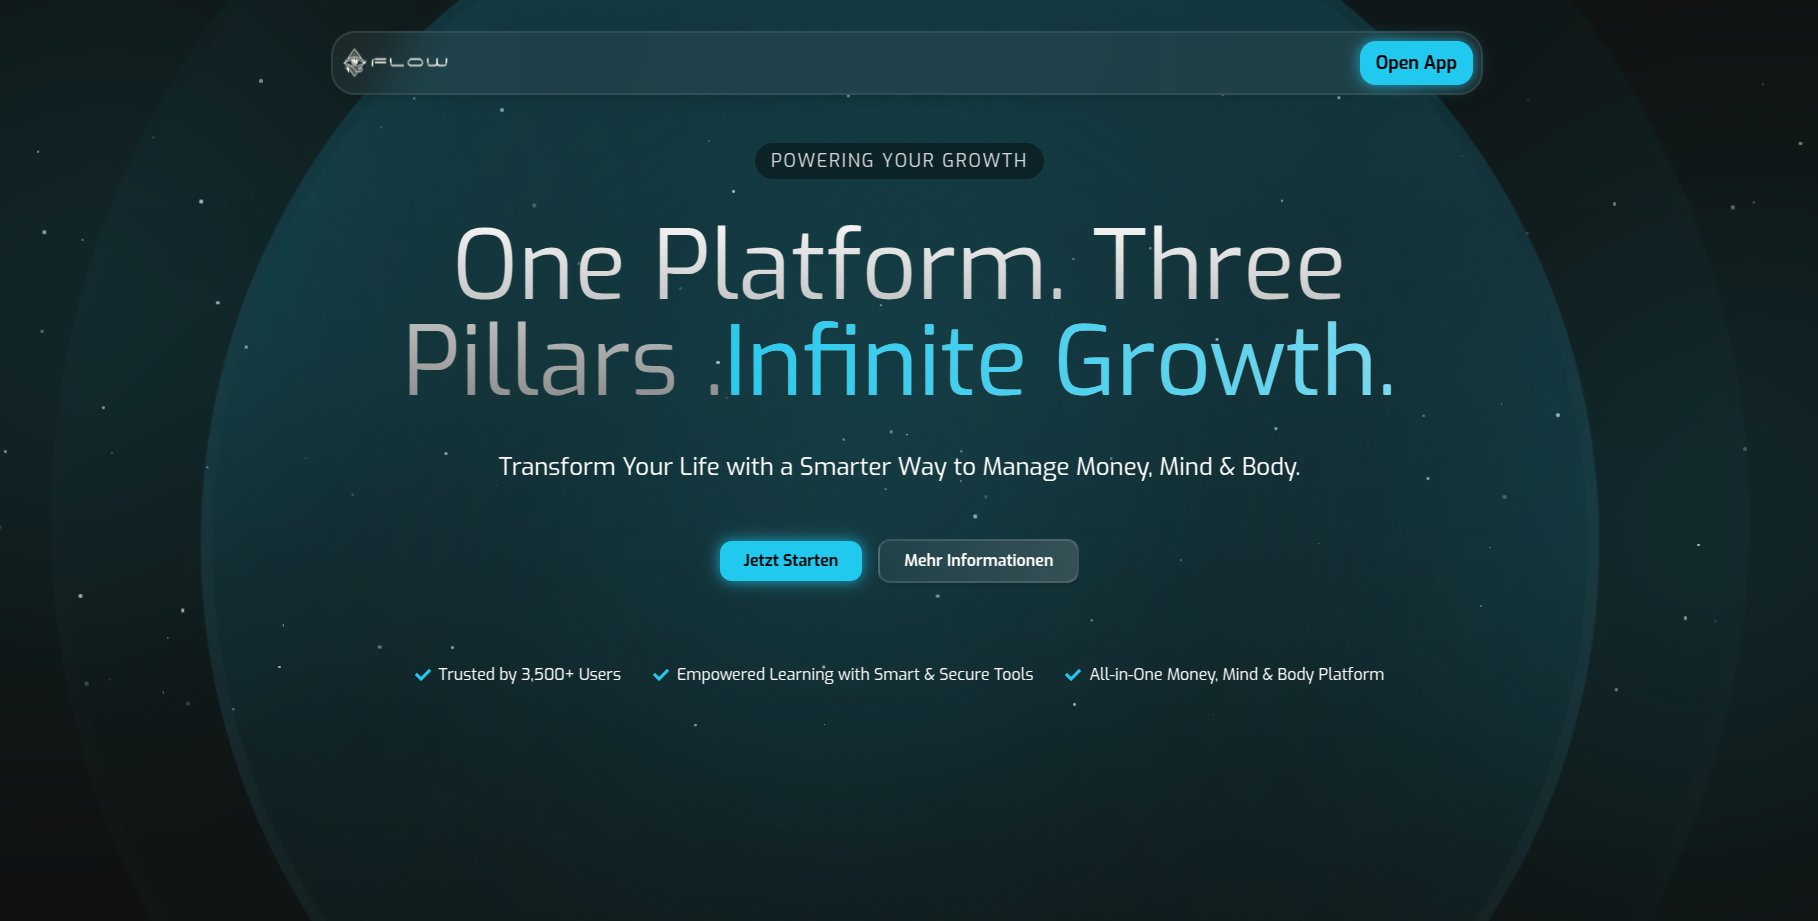 FLOW
Open App
POWERING YOUR GROWTH
One Platform. Three
Pillars .Infinite Growth.
Transform Your Life with a Smarter Way to Manage Money, Mind & Body.
Jetzt Starten
Mehr Informationen
Trusted by 3,500+ Users
Empowered Learning with Smart & Secure Tools
All-in-One Money, Mind & Body Platform